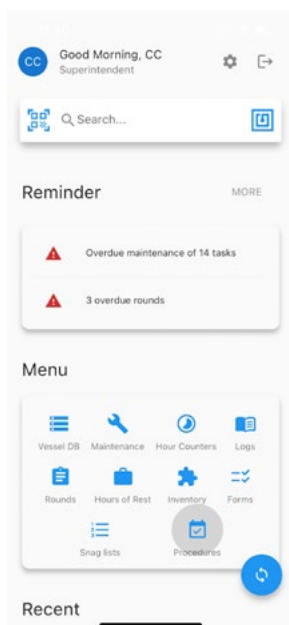 CC
Good Morning, CC
Superintendent
Search...
Reminder
MORE
Overdue maintenance of 14 tasks
3 overdue rounds
Menu
Vessel DB
Maintenance
Hour Counters
Logs
Rounds
Hours of Rest
Inventory
Forms
Snag lists
Procedures
Recent